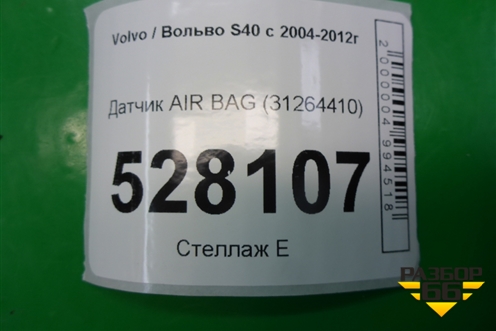 Volvo / Вольво S40 с 2004-2012г
Датчик AIR BAG (31264410)
528107
Стеллаж Е
2000004994518
РАЗБОР
66